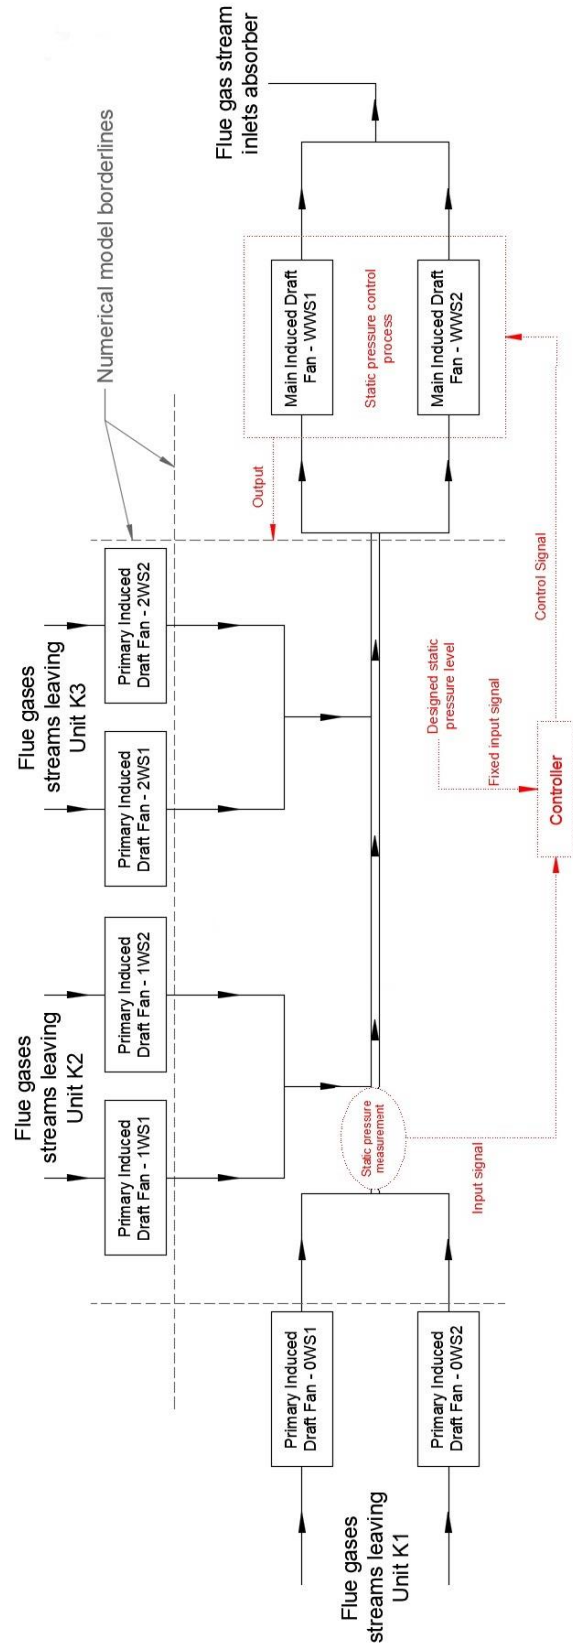 Flue gases
streams leaving
Unit K1
Primary Induced
Draft Fan - 0WS1
Primary Induced
Draft Fan - 0WS2
Flue gases
streams leaving
Unit K2
Primary Induced
Draft Fan - 1WS1
Primary Induced
Draft Fan - 1WS2
Flue gases
streams leaving
Unit K3
Primary Induced
Draft Fan - 2WS1
Primary Induced
Draft Fan - 2WS2
Numerical model borderlines
Static pressure
measurement
Input signal
Designed static
pressure level
Fixed input signal
Controller
Control Signal
Output
Main Induced Draft
Fan - WWS1
Static pressure control
process
Main Induced Draft
Fan - WWS2
Flue gas stream
inlets absorber